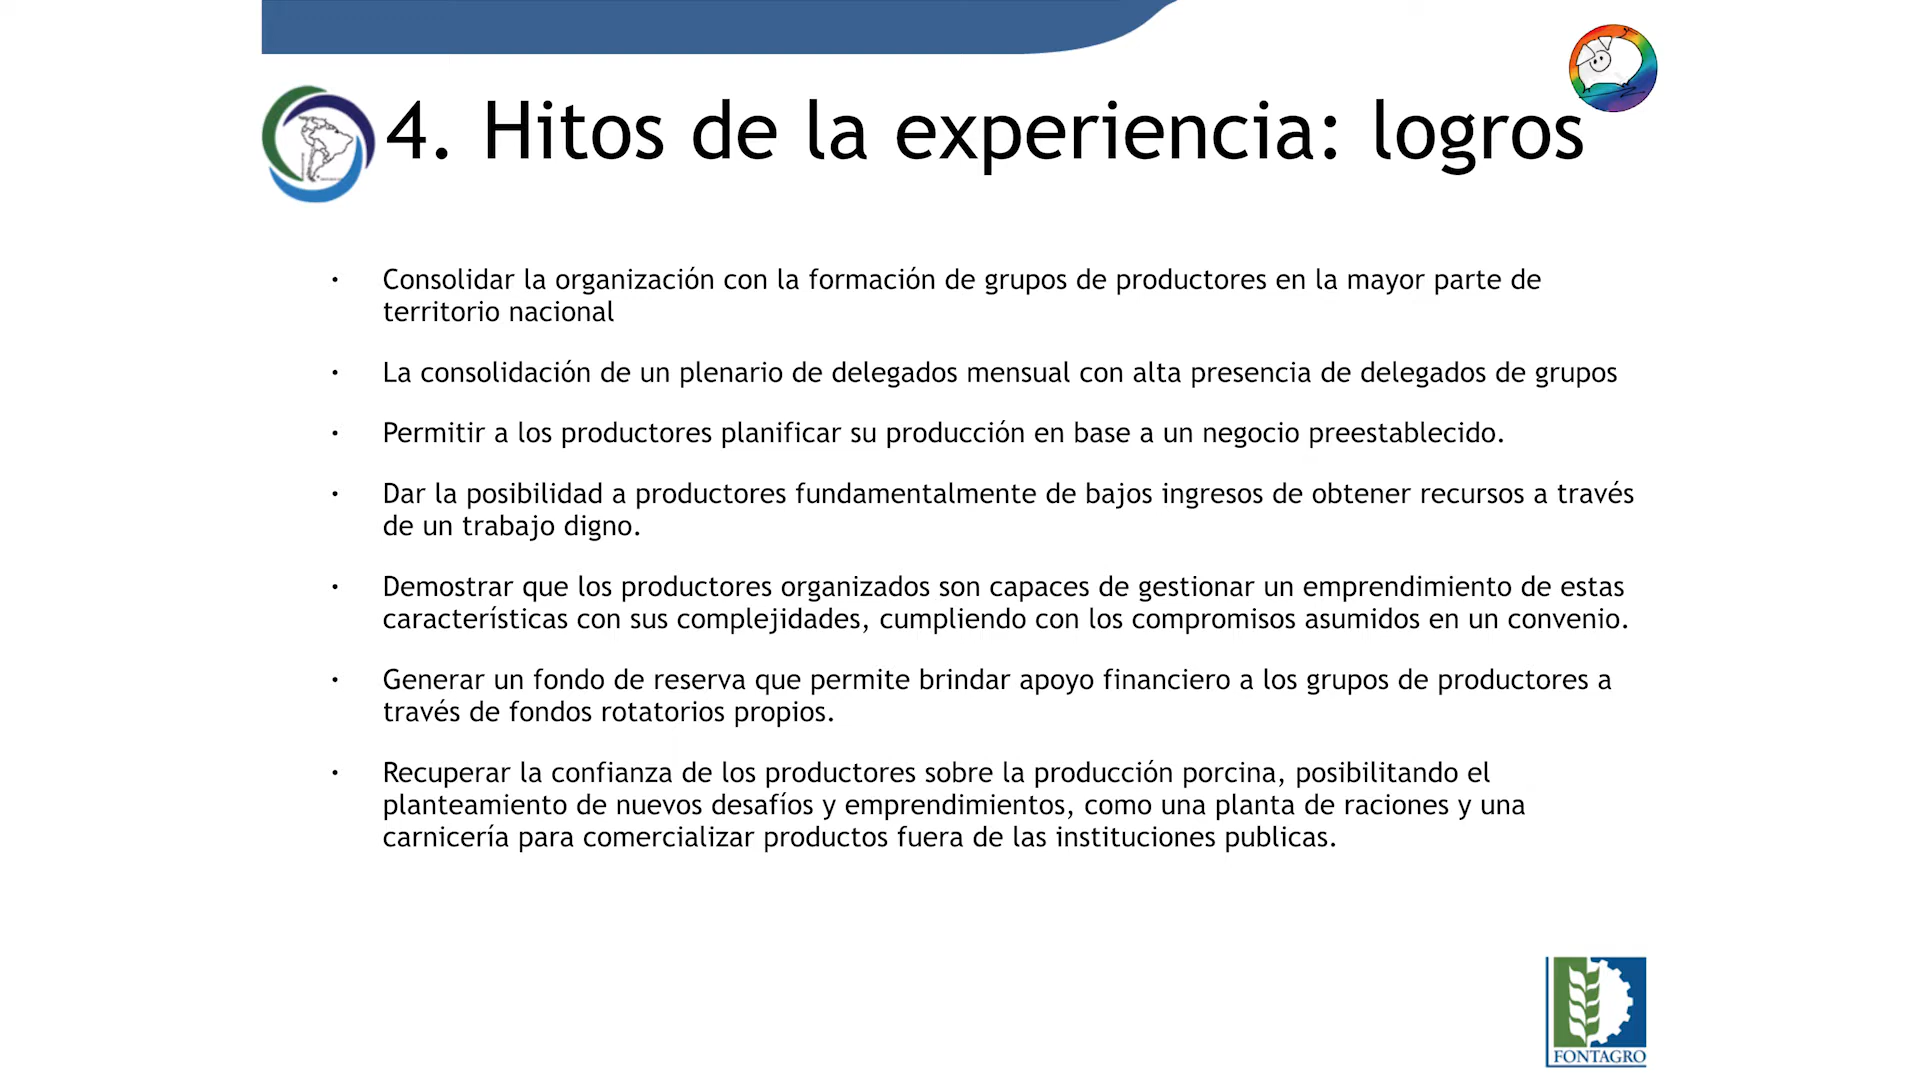 4. Hitos de la experiencia: logros
· Consolidar la organización con la formación de grupos de productores en la mayor parte de
territorio nacional
· La consolidación de un plenario de delegados mensual con alta presencia de delegados de grupos
· Permitir a los productores planificar su producción en base a un negocio preestablecido.
· Dar la posibilidad a productores fundamentalmente de bajos ingresos de obtener recursos a través
de un trabajo digno.
· Demostrar que los productores organizados son capaces de gestionar un emprendimiento de estas
características con sus complejidades, cumpliendo con los compromisos asumidos en un convenio.
· Generar un fondo de reserva que permite brindar apoyo financiero a los grupos de productores a
través de fondos rotatorios propios.
· Recuperar la confianza de los productores sobre la producción porcina, posibilitando el
planteamiento de nuevos desafíos y emprendimientos, como una planta de raciones y una
carnicería para comercializar productos fuera de las instituciones publicas.
FONTAGRO